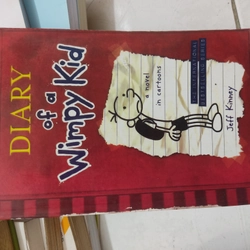 DIARY
of a
Wimpy Kid
a novel
in cartoons
Jeff Kinney